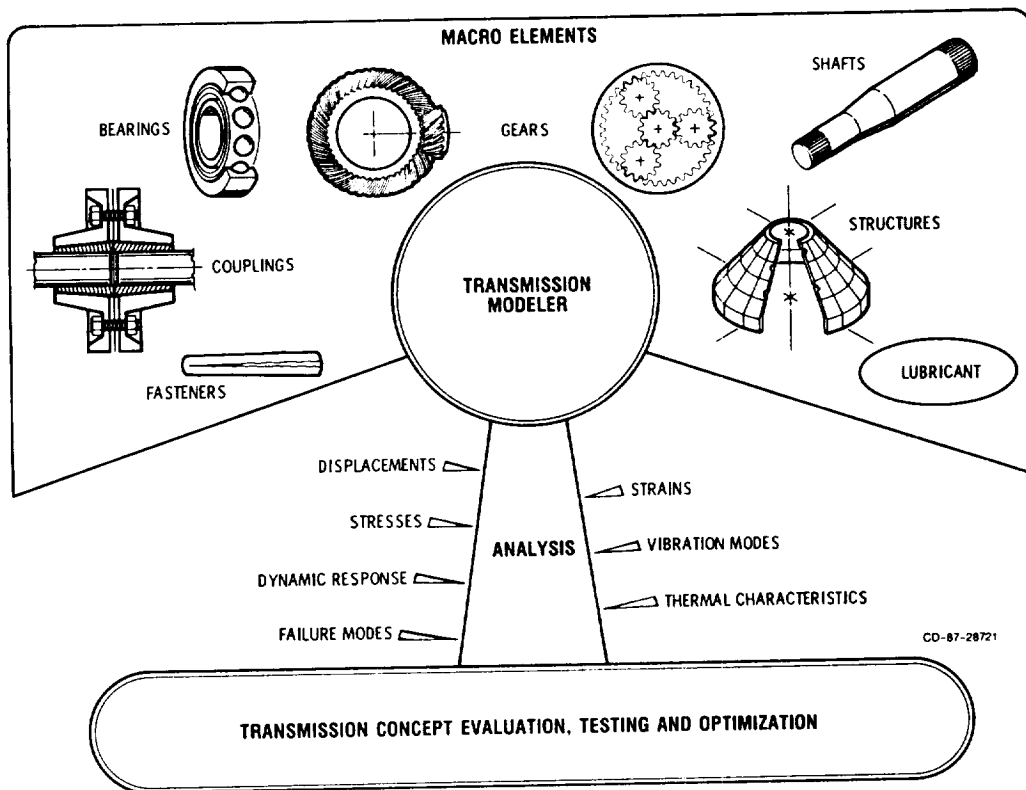 MACRO ELEMENTS
BEARINGS
GEARS
SHAFTS
COUPLINGS
STRUCTURES
FASTENERS
LUBRICANT
TRANSMISSION
MODELER
DISPLACEMENTS
STRAINS
STRESSES
ANALYSIS
VIBRATION MODES
DYNAMIC RESPONSE
THERMAL CHARACTERISTICS
FAILURE MODES
CD-87-28721
TRANSMISSION CONCEPT EVALUATION, TESTING AND OPTIMIZATION